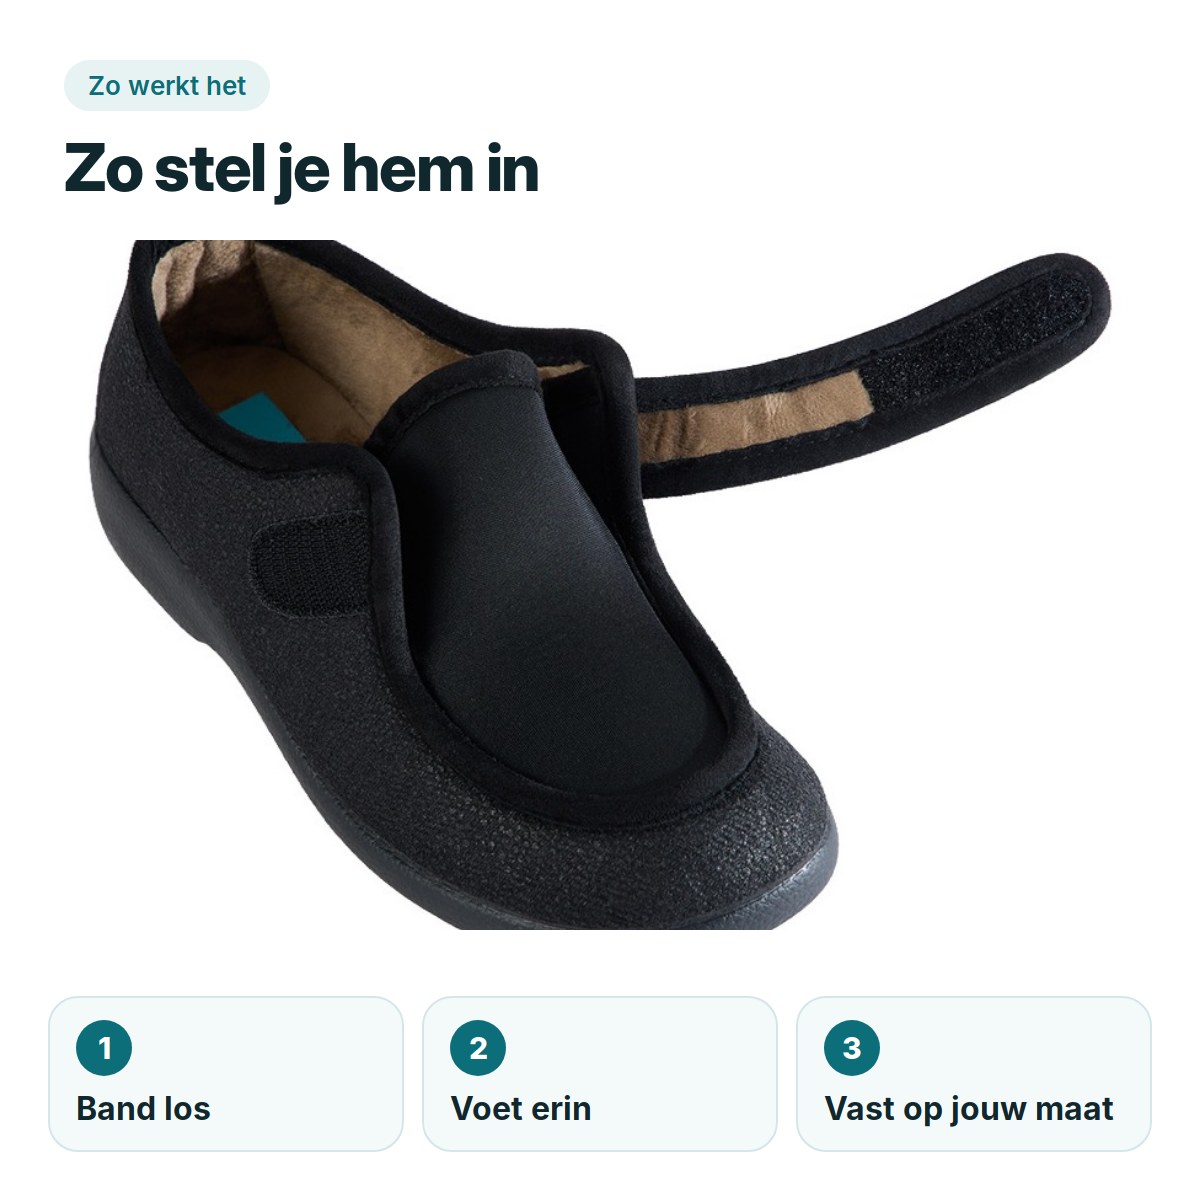 Zo werkt het
Zo stel je hem in
1
Band los
2
Voet erin
3
Vast op jouw maat